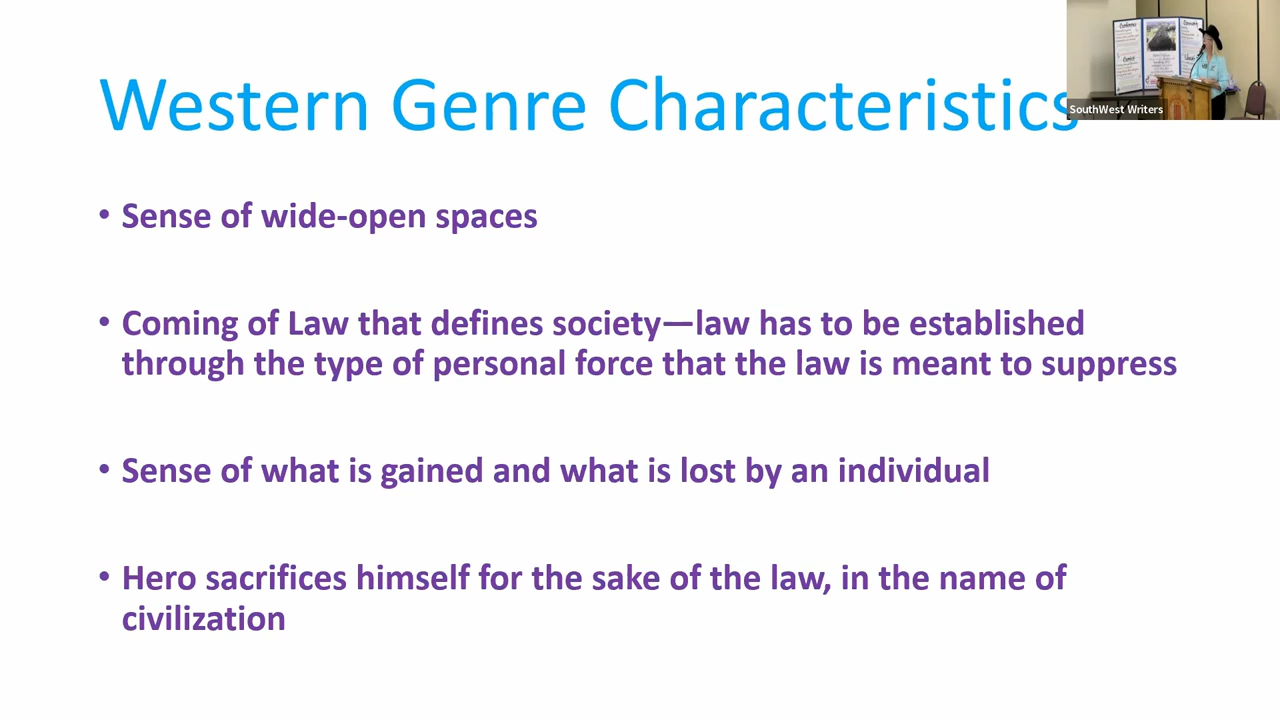 Western Genre Characteristics
SouthWest Writers
• Sense of wide-open spaces
• Coming of Law that defines society—law has to be established
through the type of personal force that the law is meant to suppress
• Sense of what is gained and what is lost by an individual
• Hero sacrifices himself for the sake of the law, in the name of
civilization